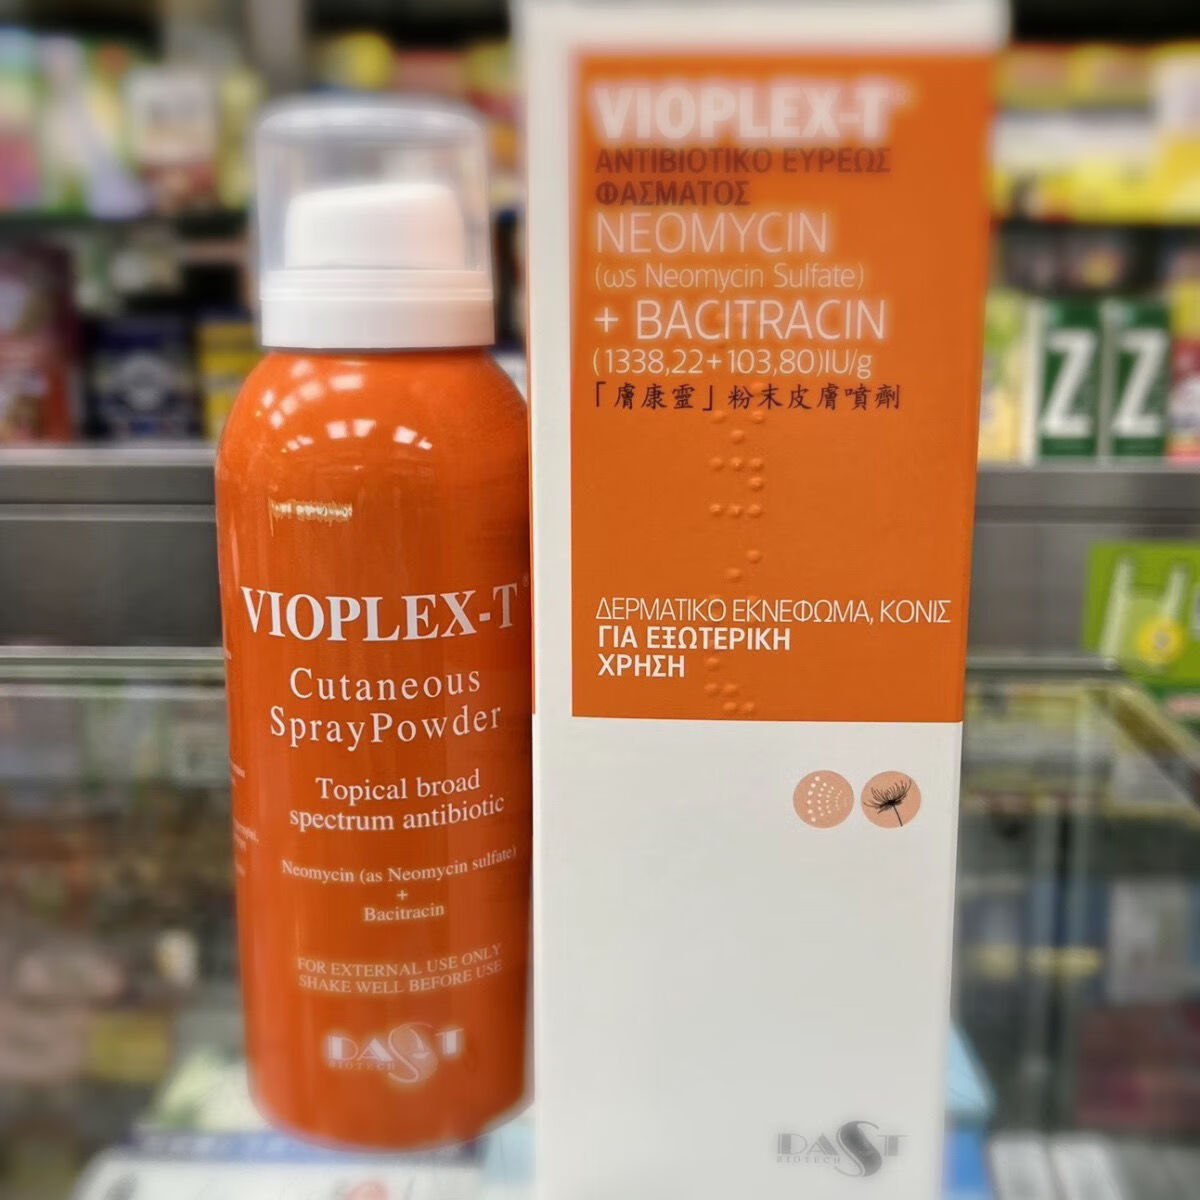 VIOPLEX-T®
Cutaneous
SprayPowder
Topical broad
spectrum antibiotic
Neomycin (as Neomycin sulfate)
+
Bacitracin
FOR EXTERNAL USE ONLY
SHAKE WELL BEFORE USE
DAST
BIOTECH
VIOPLEX-T®
ΑΝΤΙΒΙΟΤΙΚΟ ΕΥΡΕΩΣ
ΦΑΣΜΑΤΟΣ
NEOMYCIN
(ως Neomycin Sulfate)
+ BACITRACIN
(1338,22+103,80)IU/g
「膚康靈」粉末皮膚噴劑
ΔΕΡΜΑΤΙΚΟ ΕΚΝΕΦΩΜΑ, ΚΟΝΙΣ
ΓΙΑ ΕΞΩΤΕΡΙΚΗ
ΧΡΗΣΗ
DAST
BIOTECH
Z Z